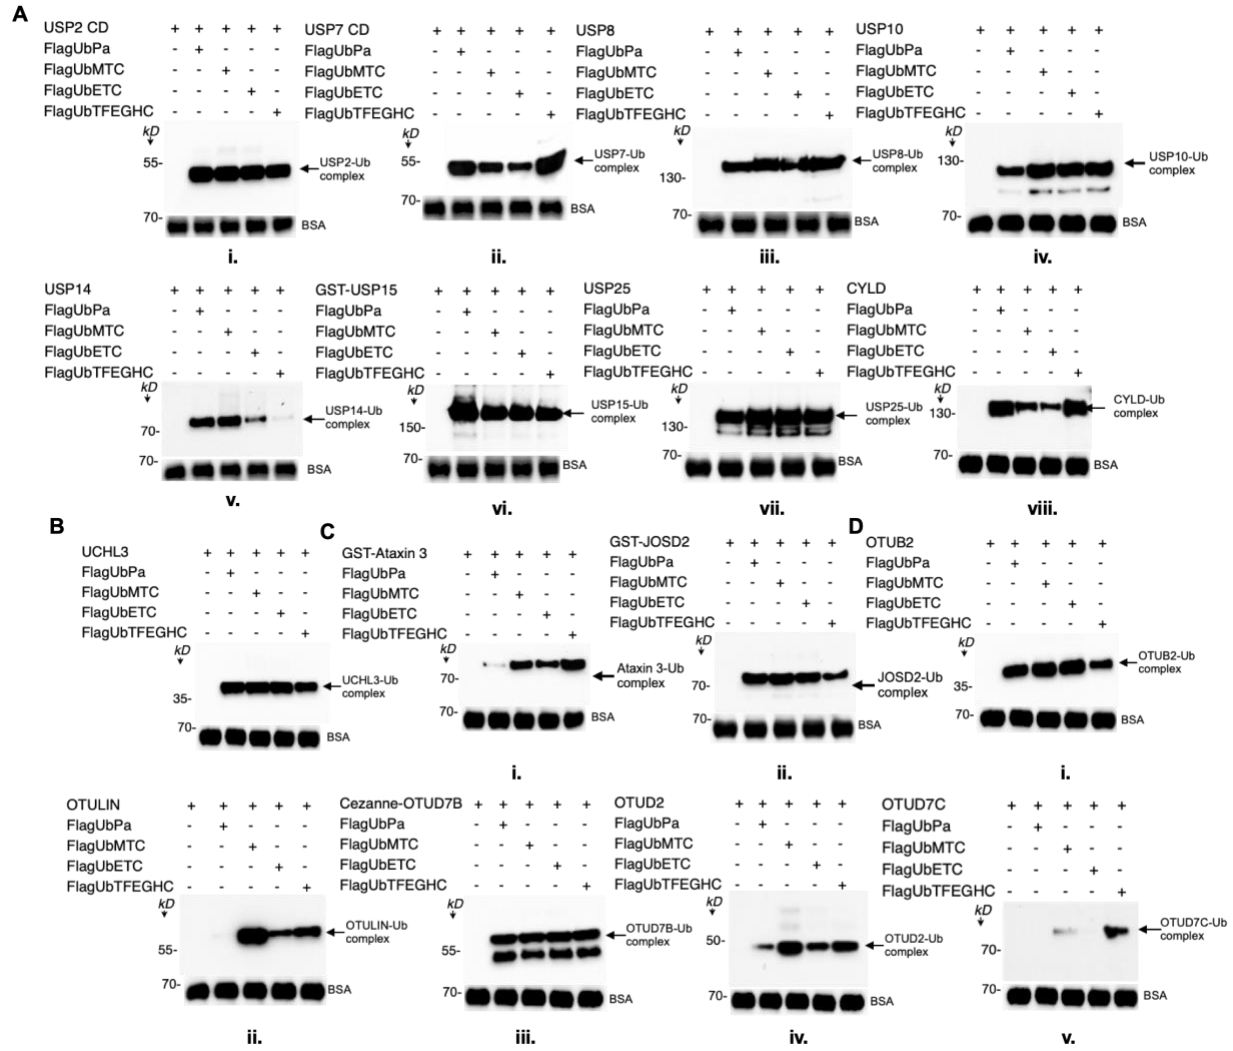 A
USP2 CD + + + + +
FlagUbPa - + - - -
FlagUbMTC - - + - -
FlagUbETC - - - + -
FlagUbTFEGHC - - - - +
kD
55-
USP2-Ub
complex
70-
BSA
i.
USP7 CD + + + + +
FlagUbPa - + - - -
FlagUbMTC - - + - -
FlagUbETC - - - + -
FlagUbTFEGHC - - - - +
kD
55-
USP7-Ub
complex
70-
BSA
ii.
USP8 + + + + +
FlagUbPa - + - - -
FlagUbMTC - - + - -
FlagUbETC - - - + -
FlagUbTFEGHC - - - - +
kD
130-
USP8-Ub
complex
70-
BSA
iii.
USP10 + + + + +
FlagUbPa - + - - -
FlagUbMTC - - + - -
FlagUbETC - - - + -
FlagUbTFEGHC - - - - +
kD
130-
USP10-Ub
complex
70-
BSA
iv.
USP14 + + + + +
FlagUbPa - + - - -
FlagUbMTC - - + - -
FlagUbETC - - - + -
FlagUbTFEGHC - - - - +
kD
70-
USP14-Ub
complex
70-
BSA
v.
GST-USP15 + + + + +
FlagUbPa - + - - -
FlagUbMTC - - + - -
FlagUbETC - - - + -
FlagUbTFEGHC - - - - +
kD
150-
USP15-Ub
complex
70-
BSA
vi.
USP25 + + + + +
FlagUbPa - + - - -
FlagUbMTC - - + - -
FlagUbETC - - - + -
FlagUbTFEGHC - - - - +
kD
130-
USP25-Ub
complex
70-
BSA
vii.
CYLD + + + + +
FlagUbPa - + - - -
FlagUbMTC - - + - -
FlagUbETC - - - + -
FlagUbTFEGHC - - - - +
kD
130-
CYLD-Ub
complex
70-
BSA
viii.
B
UCHL3 + + + + +
FlagUbPa - + - - -
FlagUbMTC - - + - -
FlagUbETC - - - + -
FlagUbTFEGHC - - - - +
kD
35-
UCHL3-Ub
complex
70-
BSA
C
GST-Ataxin 3 + + + + +
FlagUbPa - + - - -
FlagUbMTC - - + - -
FlagUbETC - - - + -
FlagUbTFEGHC - - - - +
kD
70-
Ataxin 3-Ub
complex
70-
BSA
i.
GST-JOSD2 + + + + +
FlagUbPa - + - - -
FlagUbMTC - - + - -
FlagUbETC - - - + -
FlagUbTFEGHC - - - - +
kD
70-
JOSD2-Ub
complex
70-
BSA
ii.
D
OTUB2 + + + + +
FlagUbPa - + - - -
FlagUbMTC - - + - -
FlagUbETC - - - + -
FlagUbTFEGHC - - - - +
kD
35-
OTUB2-Ub
complex
70-
BSA
i.
OTULIN + + + + +
FlagUbPa - + - - -
FlagUbMTC - - + - -
FlagUbETC - - - + -
FlagUbTFEGHC - - - - +
kD
55-
OTULIN-Ub
complex
70-
BSA
ii.
Cezanne-OTUD7B + + + + +
FlagUbPa - + - - -
FlagUbMTC - - + - -
FlagUbETC - - - + -
FlagUbTFEGHC - - - - +
kD
55-
OTUD7B-Ub
complex
70-
BSA
iii.
OTUD2 + + + + +
FlagUbPa - + - - -
FlagUbMTC - - + - -
FlagUbETC - - - + -
FlagUbTFEGHC - - - - +
kD
50-
OTUD2-Ub
complex
70-
BSA
iv.
OTUD7C + + + + +
FlagUbPa - + - - -
FlagUbMTC - - + - -
FlagUbETC - - - + -
FlagUbTFEGHC - - - - +
kD
70-
OTUD7C-Ub
complex
70-
BSA
v.